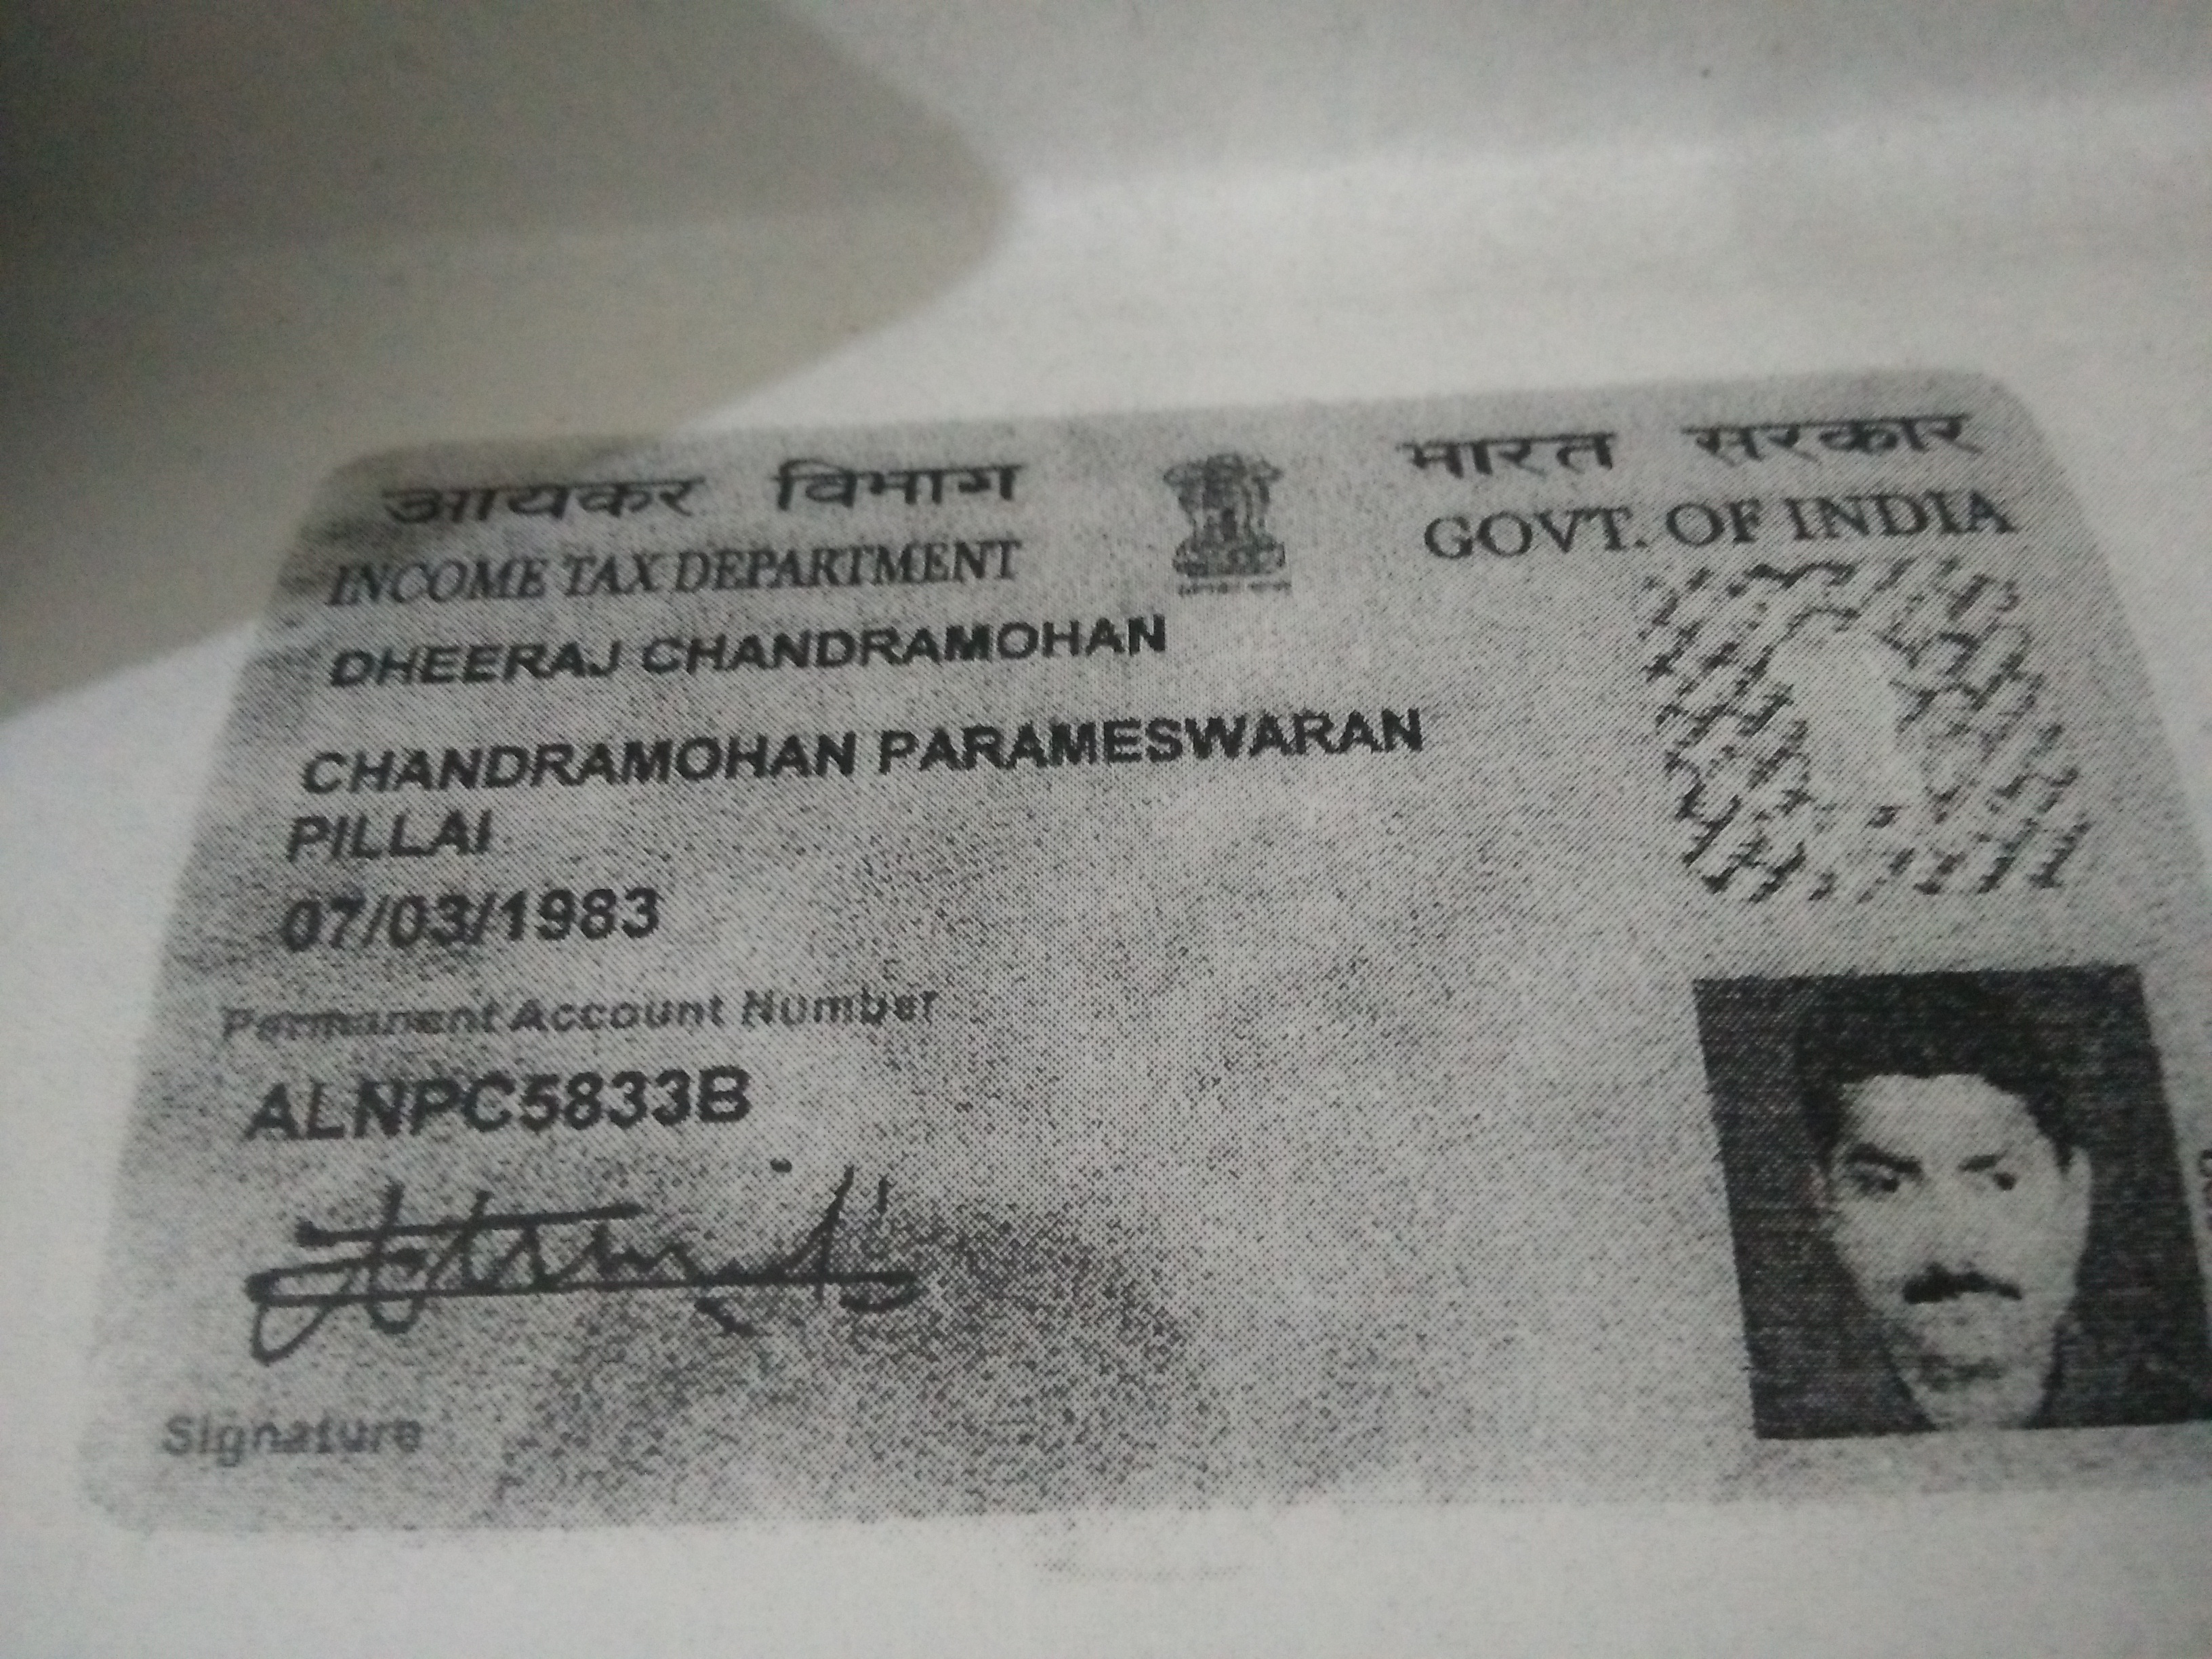 आयकर विभाग
INCOME TAX DEPARTMENT
भारत सरकार
GOVT. OF INDIA
DHEERAJ CHANDRAMOHAN
CHANDRAMOHAN PARAMESWARAN
PILLAI
07/03/1983
Permanent Account Number
ALNPC5833B
Signature